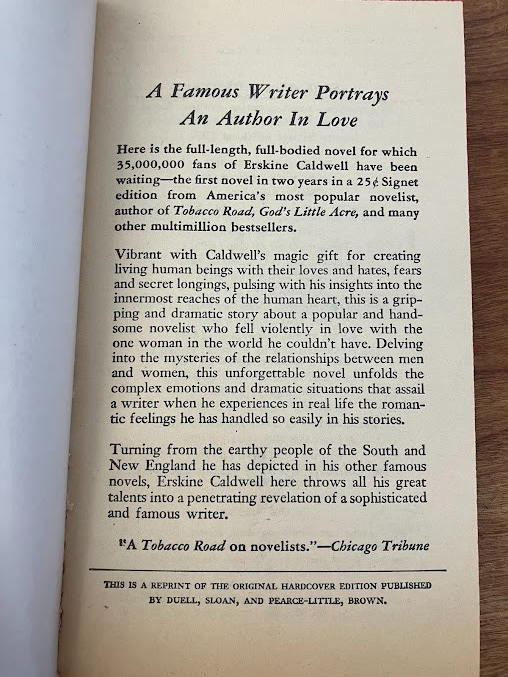 A Famous Writer Portrays
An Author In Love
Here is the full-length, full-bodied novel for which
35,000,000 fans of Erskine Caldwell have been
waiting—the first novel in two years in a 25¢ Signet
edition from America's most popular novelist,
author of Tobacco Road, God's Little Acre, and many
other multimillion bestsellers.
Vibrant with Caldwell's magic gift for creating
living human beings with their loves and hates, fears
and secret longings, pulsing with his insights into the
innermost reaches of the human heart, this is a grip-
ping and dramatic story about a popular and hand-
some novelist who fell violently in love with the
one woman in the world he couldn't have. Delving
into the mysteries of the relationships between men
and women, this unforgettable novel unfolds the
complex emotions and dramatic situations that assail
a writer when he experiences in real life the roman-
tic feelings he has handled so easily in his stories.
Turning from the earthy people of the South and
New England he has depicted in his other famous
novels, Erskine Caldwell here throws all his great
talents into a penetrating revelation of a sophisticated
and famous writer.
"A Tobacco Road on novelists."—Chicago Tribune
THIS IS A REPRINT OF THE ORIGINAL HARDCOVER EDITION PUBLISHED
BY DUELL, SLOAN, AND PEARCE-LITTLE, BROWN.